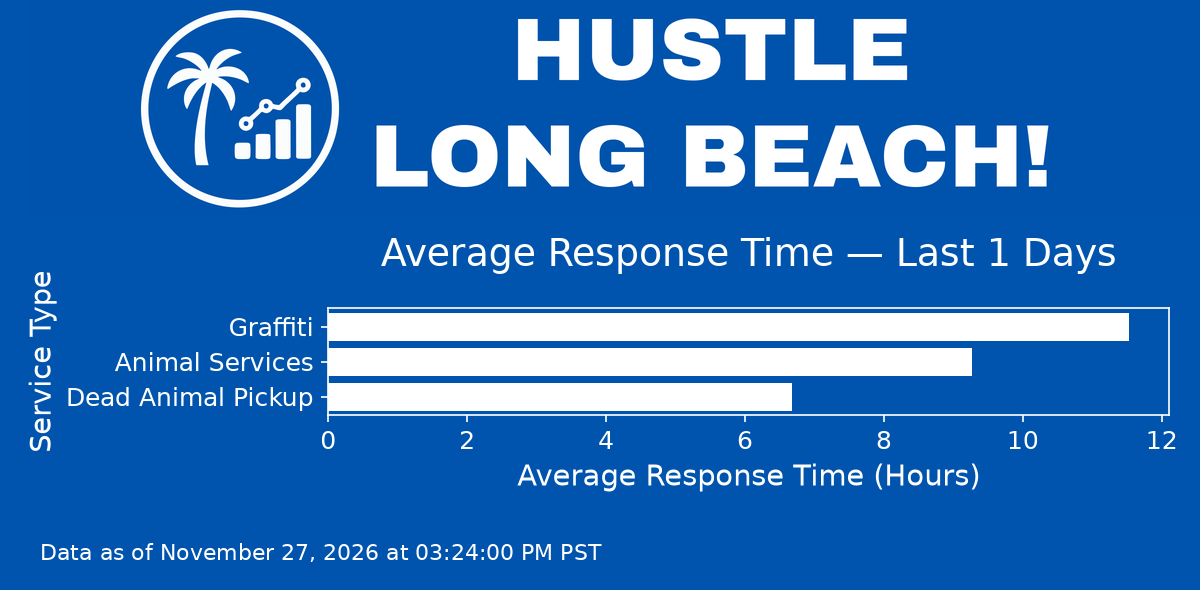 HUSTLE
LONG BEACH!
Average Response Time — Last 1 Days
Service Type
Graffiti
Animal Services
Dead Animal Pickup
0 2 4 6 8 10 12
Average Response Time (Hours)
Data as of November 27, 2026 at 03:24:00 PM PST